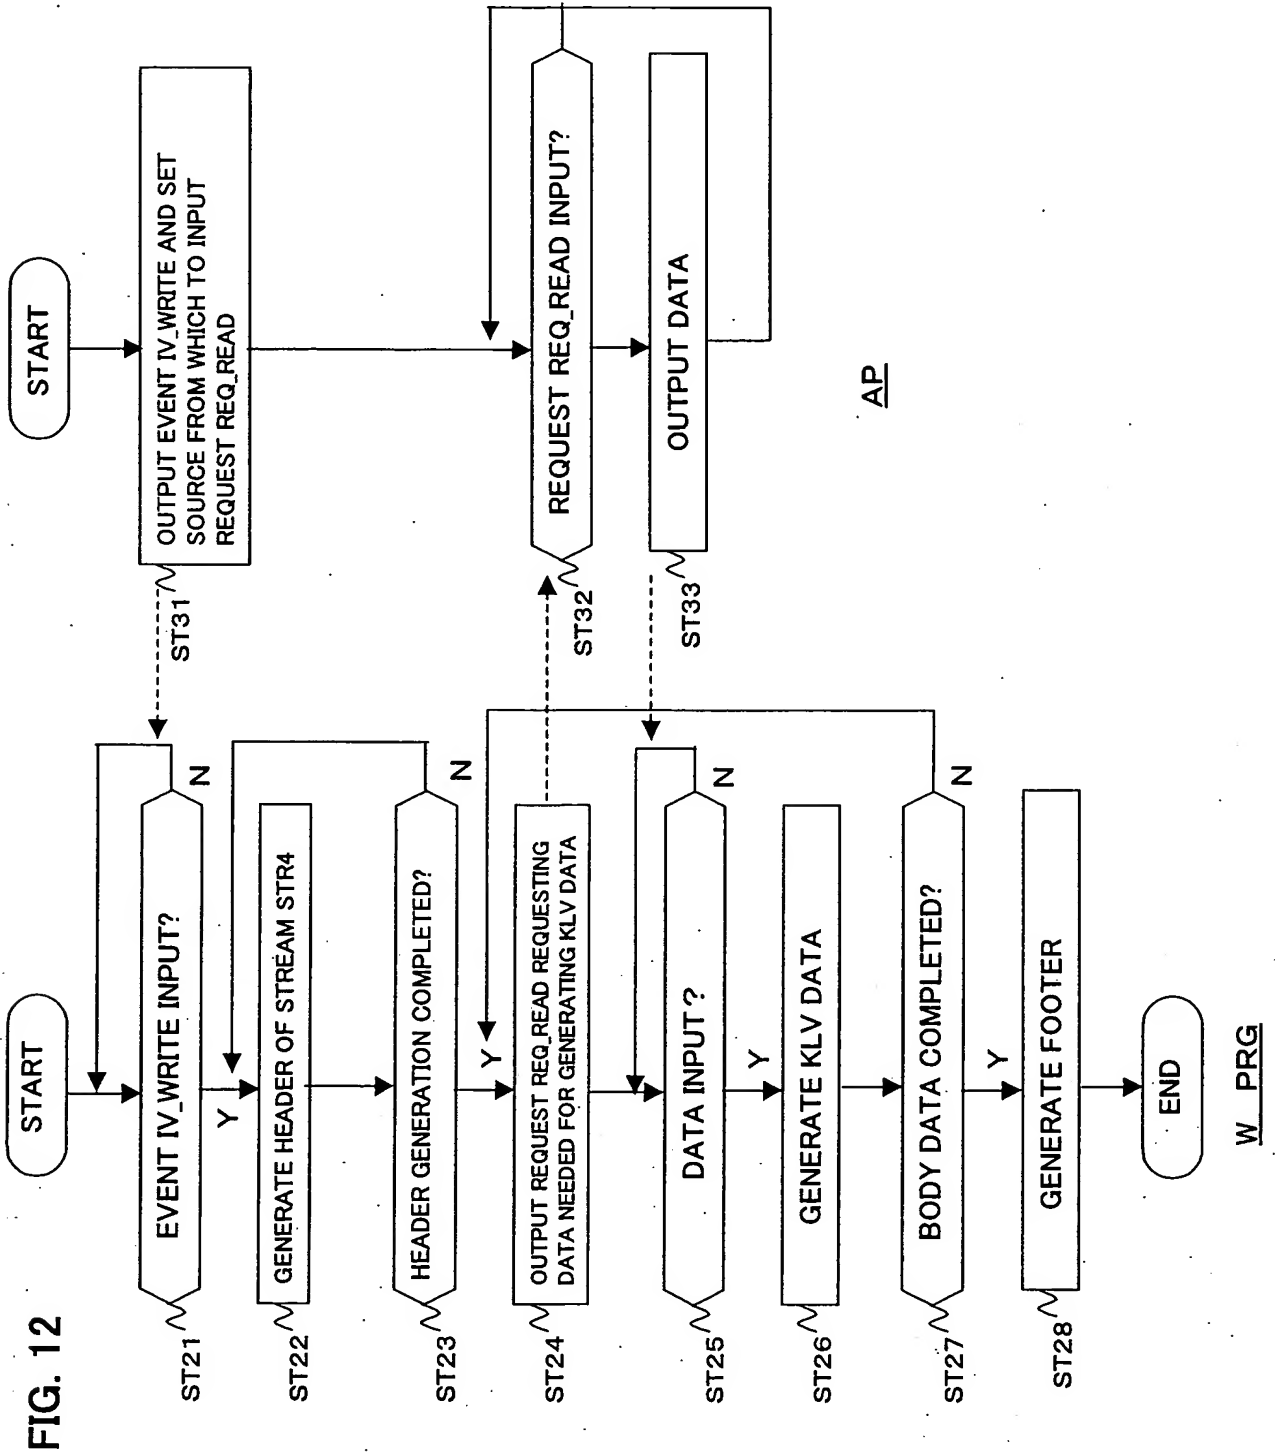 FIG. 12
START
ST21
EVENT IV_WRITE INPUT?
N
Y
ST22
GENERATE HEADER OF STREAM STR4
ST23
HEADER GENERATION COMPLETED?
N
Y
ST24
OUTPUT REQUEST REQ_READ REQUESTING
DATA NEEDED FOR GENERATING KLV DATA
ST25
DATA INPUT?
N
Y
ST26
GENERATE KLV DATA
ST27
BODY DATA COMPLETED?
N
Y
ST28
GENERATE FOOTER
END
W_PRG
START
ST31
OUTPUT EVENT IV_WRITE AND SET
SOURCE FROM WHICH TO INPUT
REQUEST REQ_READ
ST32
REQUEST REQ_READ INPUT?
ST33
OUTPUT DATA
AP